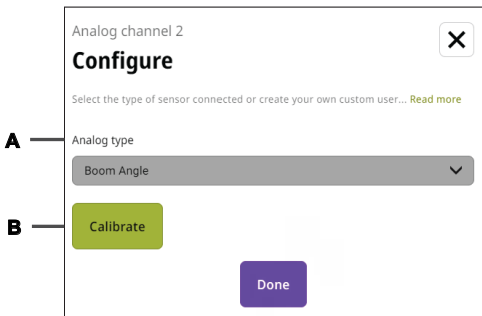 Analog channel 2
Configure
Select the type of sensor connected or create your own custom user... Read more
A
Analog type
Boom Angle
B
Calibrate
Done